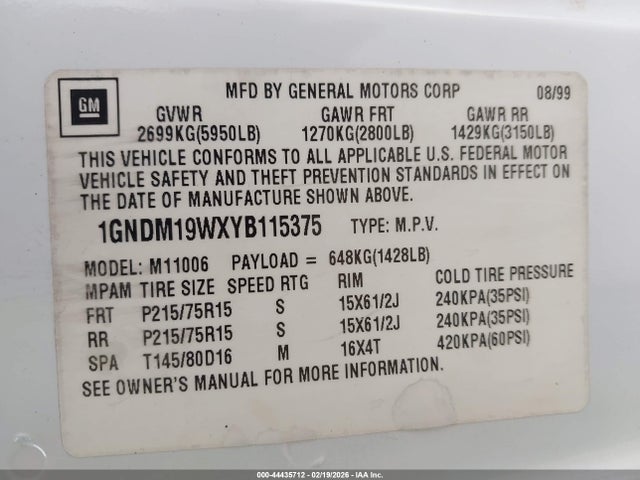 GM
MFD BY GENERAL MOTORS CORP 08/99
GVWR GAWR FRT GAWR RR
2699KG(5950LB) 1270KG(2800LB) 1429KG(3150LB)
THIS VEHICLE CONFORMS TO ALL APPLICABLE U.S. FEDERAL MOTOR
VEHICLE SAFETY AND THEFT PREVENTION STANDARDS IN EFFECT ON
THE DATE OF MANUFACTURE SHOWN ABOVE.
1GNDM19WXYB115375 TYPE: M.P.V.
MODEL: M11006 PAYLOAD = 648KG(1428LB)
MPAM TIRE SIZE SPEED RTG RIM COLD TIRE PRESSURE
FRT P215/75R15 S 15X61/2J 240KPA(35PSI)
RR P215/75R15 S 15X61/2J 240KPA(35PSI)
SPA T145/80D16 M 16X4T 420KPA(60PSI)
SEE OWNER'S MANUAL FOR MORE INFORMATION.
000-44435712 - 02/19/2026 - IAA Inc.